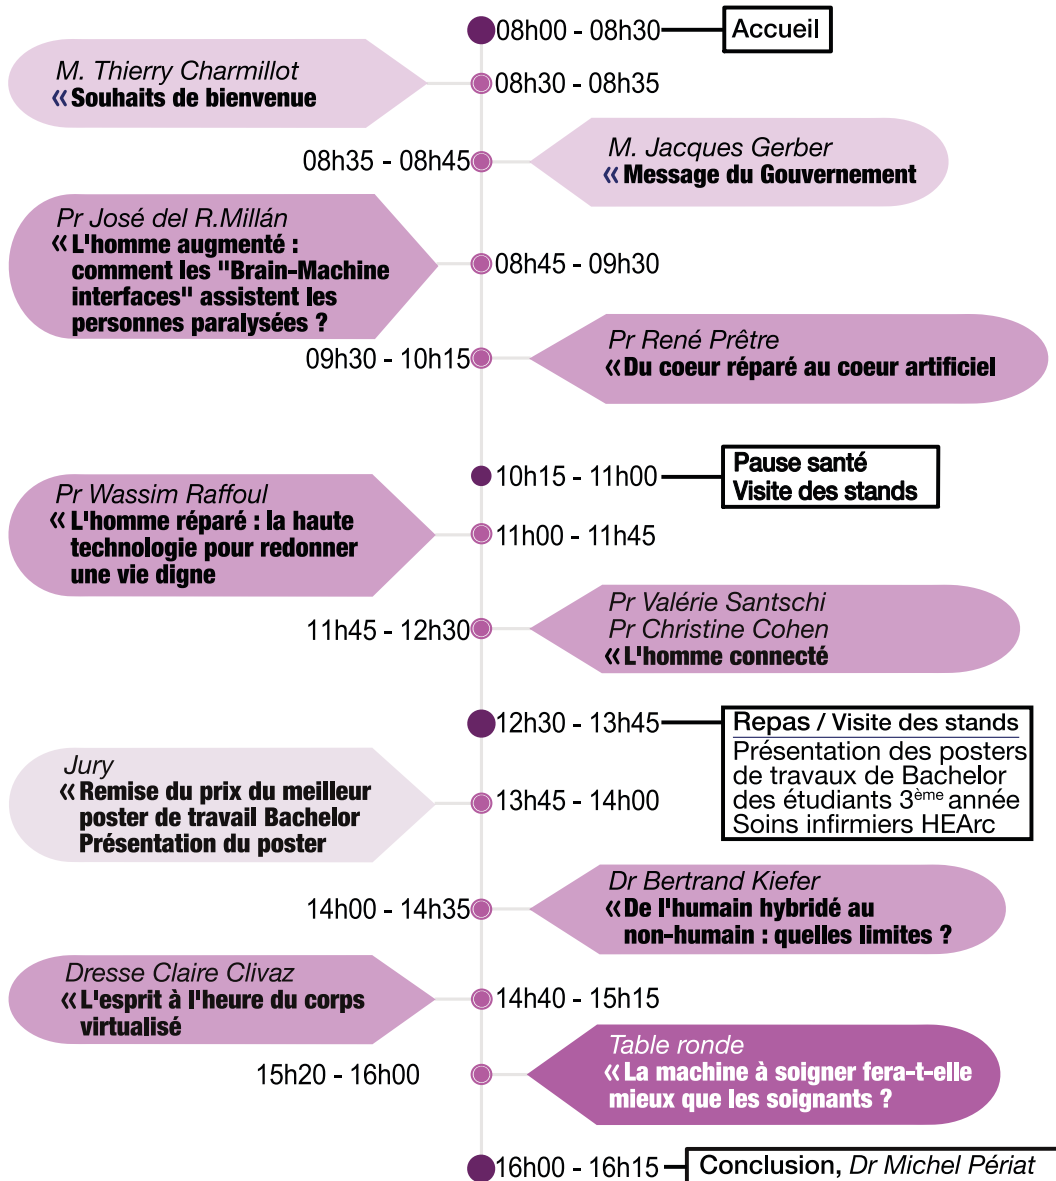 08h00 - 08h30 Accueil
M. Thierry Charmillot
« Souhaits de bienvenue
08h30 - 08h35
08h35 - 08h45
M. Jacques Gerber
« Message du Gouvernement
Pr José del R.Millán
« L'homme augmenté :
comment les "Brain-Machine
interfaces" assistent les
personnes paralysées ?
08h45 - 09h30
09h30 - 10h15
Pr René Prêtre
« Du coeur réparé au coeur artificiel
10h15 - 11h00
Pause santé
Visite des stands
Pr Wassim Raffoul
« L'homme réparé : la haute
technologie pour redonner
une vie digne
11h00 - 11h45
11h45 - 12h30
Pr Valérie Santschi
Pr Christine Cohen
« L'homme connecté
12h30 - 13h45
Repas / Visite des stands
Présentation des posters
de travaux de Bachelor
des étudiants 3ème année
Soins infirmiers HEArc
Jury
« Remise du prix du meilleur
poster de travail Bachelor
Présentation du poster
13h45 - 14h00
14h00 - 14h35
Dr Bertrand Kiefer
« De l'humain hybridé au
non-humain : quelles limites ?
Dresse Claire Clivaz
« L'esprit à l'heure du corps
virtualisé
14h40 - 15h15
15h20 - 16h00
Table ronde
« La machine à soigner fera-t-elle
mieux que les soignants ?
16h00 - 16h15 Conclusion, Dr Michel Périat